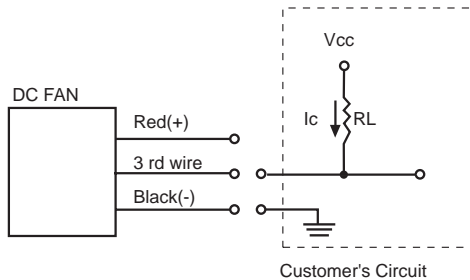 Vcc
DC FAN
Ic
RL
Red(+)
3 rd wire
Black(-)
Customer's Circuit